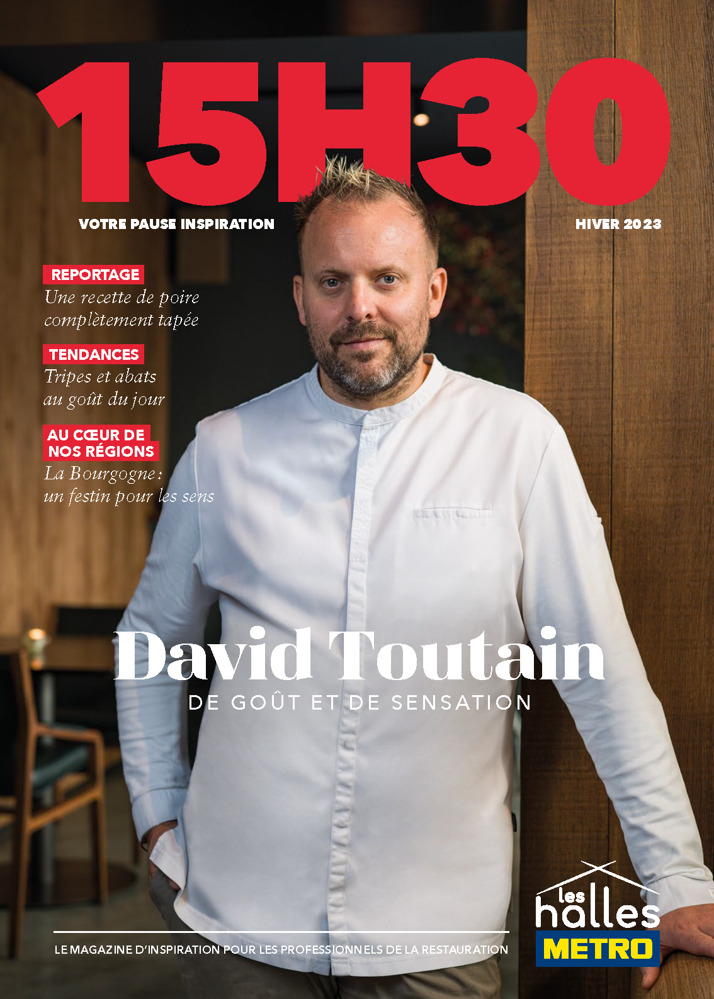 15H30
VOTRE PAUSE INSPIRATION
HIVER 2023
REPORTAGE
Une recette de poire
complètement tapée
TENDANCES
Tripes et abats
au goût du jour
AU CŒUR DE
NOS RÉGIONS
La Bourgogne :
un festin pour les sens
David Toutain
DE GOÛT ET DE SENSATION
les
halles
METRO
LE MAGAZINE D'INSPIRATION POUR LES PROFESSIONNELS DE LA RESTAURATION